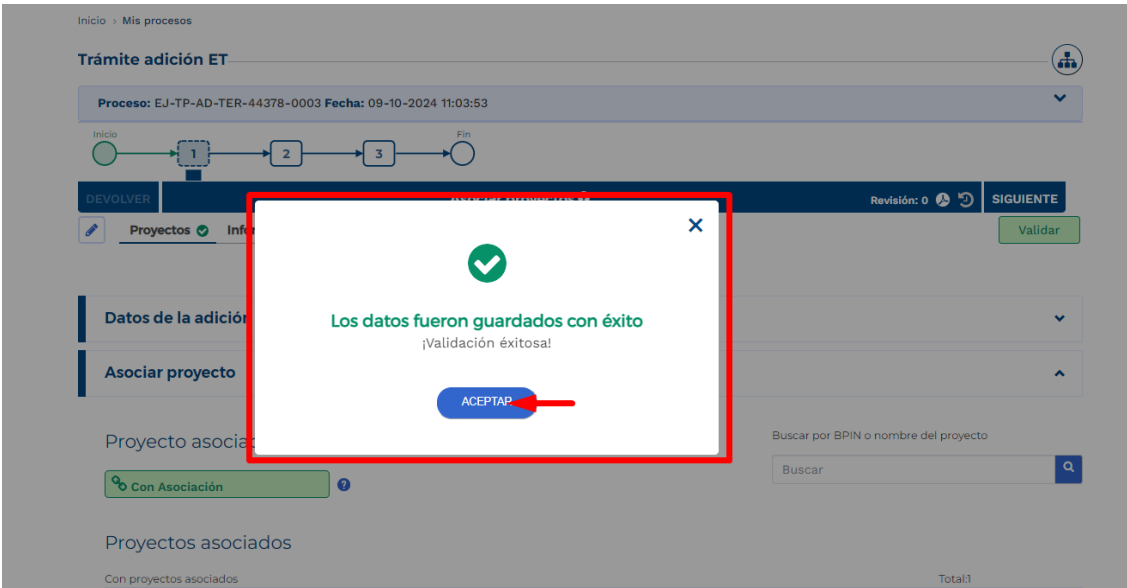 Inicio > Mis procesos
Trámite adición ET
Proceso: EJ-TP-AD-TER-44378-0003 Fecha: 09-10-2024 11:03:53
Inicio
Fin
1
2
3
DEVOLVER
Asociar proyectos
Revisión: 0
SIGUIENTE
Proyectos
Validar
Los datos fueron guardados con éxito
¡Validación éxitosa!
ACEPTAR
Datos de la adición
Asociar proyecto
Proyecto asociad
Buscar por BPIN o nombre del proyecto
Con Asociación
?
Buscar
Proyectos asociados
Con proyectos asociados
Total:1